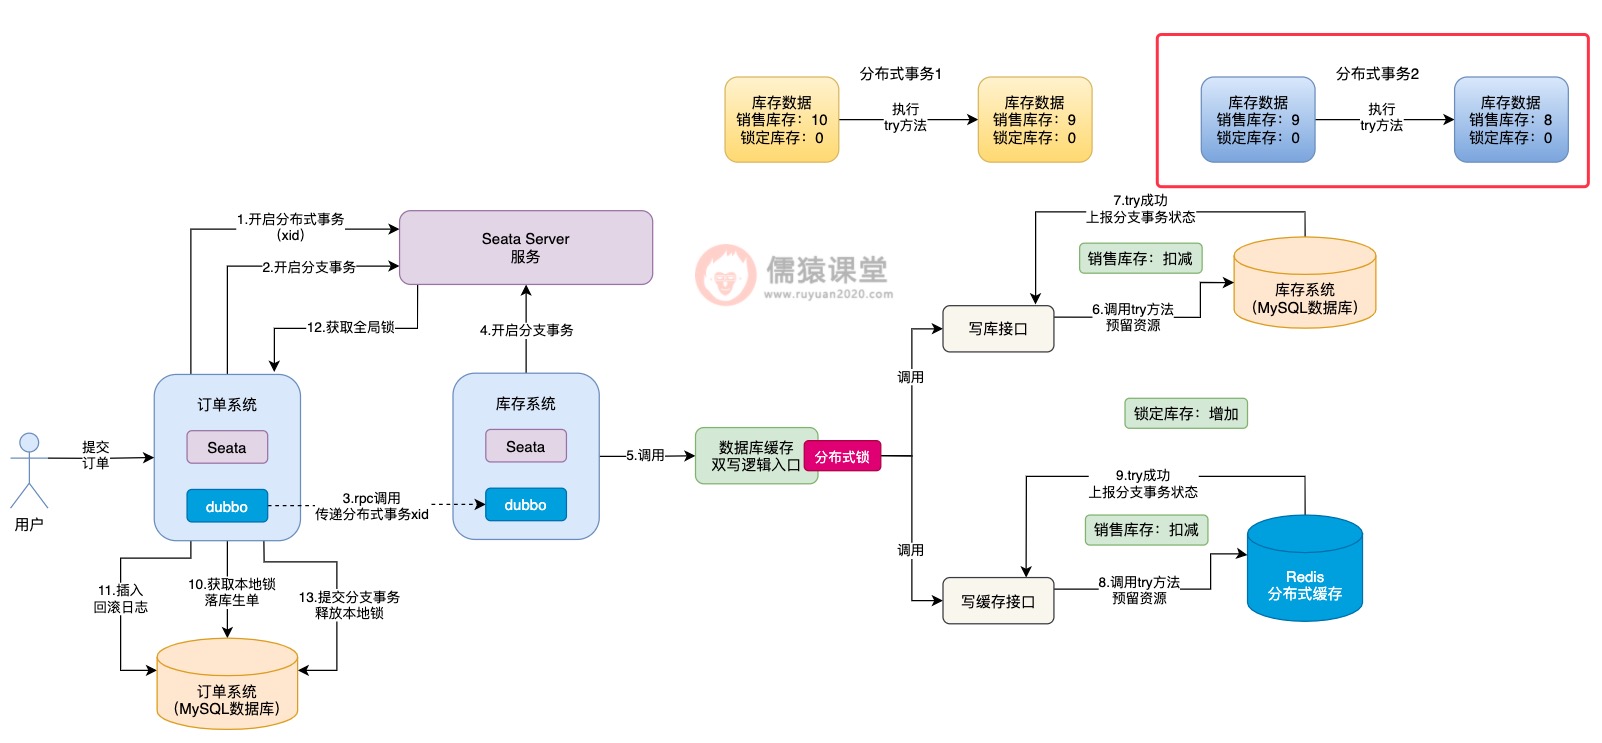 分布式事务1
库存数据
销售库存：10
锁定库存：0
执行
try方法
库存数据
销售库存：9
锁定库存：0
分布式事务2
库存数据
销售库存：9
锁定库存：0
执行
try方法
库存数据
销售库存：8
锁定库存：0
1.开启分布式事务
（xid）
2.开启分支事务
Seata Server
服务
12.获取全局锁
4.开启分支事务
儒猿课堂
www.ruyuan2020.com
7.try成功
上报分支事务状态
销售库存：扣减
6.调用try方法
预留资源
库存系统
（MySQL数据库）
写库接口
调用
用户
提交
订单
订单系统
Seata
dubbo
3.rpc调用
传递分布式事务xid
库存系统
Seata
dubbo
5.调用
数据库缓存
双写逻辑入口
分布式锁
锁定库存：增加
9.try成功
上报分支事务状态
销售库存：扣减
调用
写缓存接口
8.调用try方法
预留资源
Redis
分布式缓存
11.插入
回滚日志
10.获取本地锁
落库生单
13.提交分支事务
释放本地锁
订单系统
（MySQL数据库）